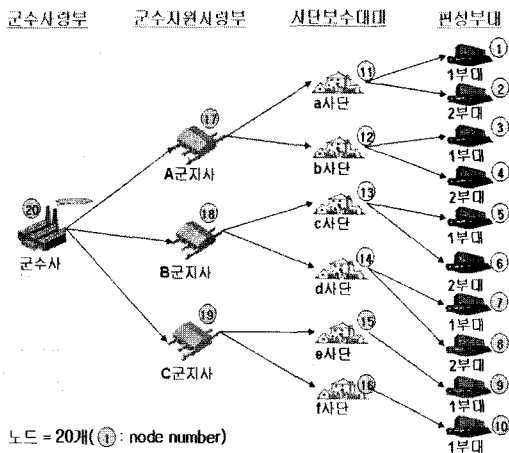 군수사령부 군수지원사령부 사단보수대대 편성부대
① 1부대
② 2부대
③ 1부대
④ 2부대
⑤ 1부대
⑥ 2부대
⑦ 1부대
⑧ 2부대
⑨ 1부대
⑩ 1부대
⑪ a사단
⑫ b사단
⑬ c사단
⑭ d사단
⑮ e사단
⑯ f사단
⑰ A군지사
⑱ B군지사
⑲ C군지사
⑳ 군수사
노드 = 20개( ① : node number)